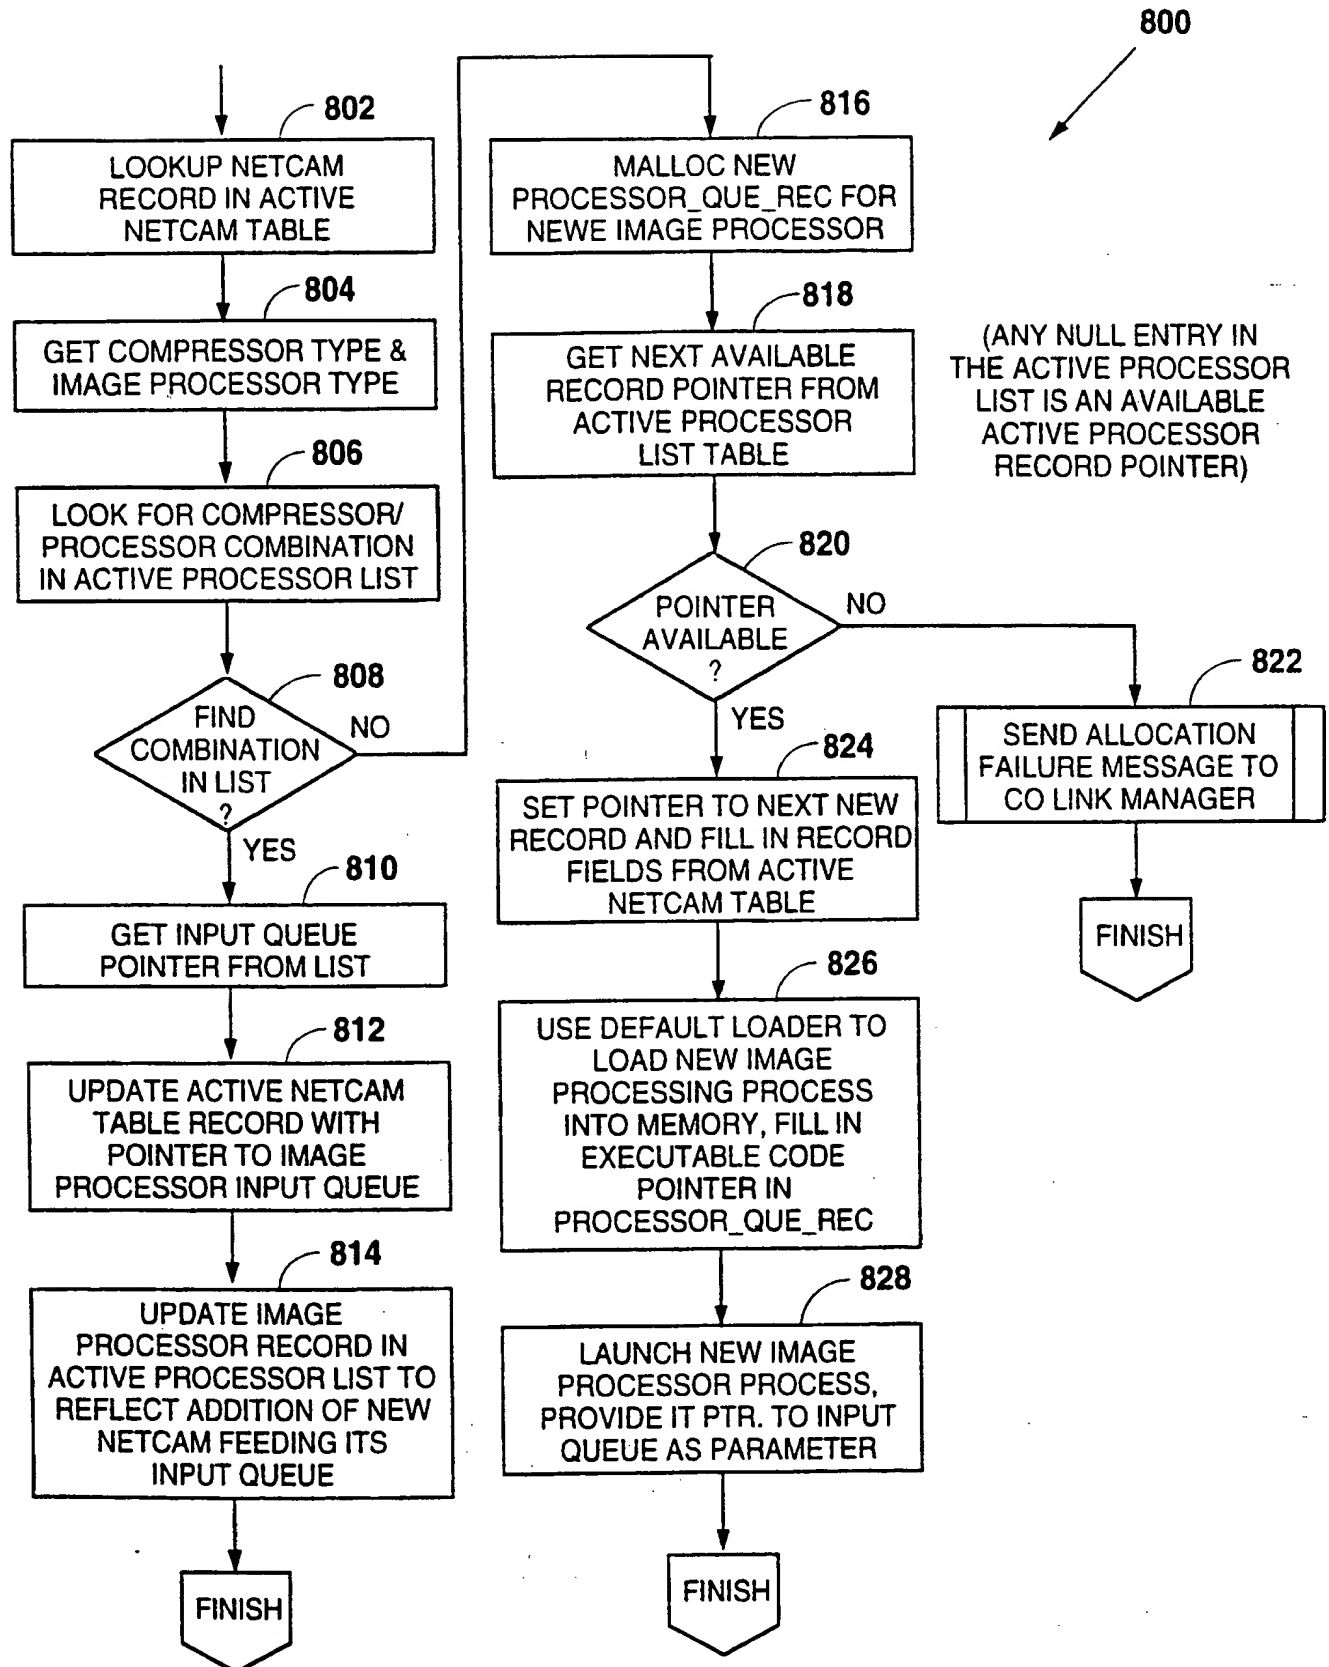 800
802
LOOKUP NETCAM
RECORD IN ACTIVE
NETCAM TABLE
804
GET COMPRESSOR TYPE &
IMAGE PROCESSOR TYPE
806
LOOK FOR COMPRESSOR/
PROCESSOR COMBINATION
IN ACTIVE PROCESSOR LIST
808
FIND
COMBINATION
IN LIST
?
NO
YES
810
GET INPUT QUEUE
POINTER FROM LIST
812
UPDATE ACTIVE NETCAM
TABLE RECORD WITH
POINTER TO IMAGE
PROCESSOR INPUT QUEUE
814
UPDATE IMAGE
PROCESSOR RECORD IN
ACTIVE PROCESSOR LIST TO
REFLECT ADDITION OF NEW
NETCAM FEEDING ITS
INPUT QUEUE
FINISH
816
MALLOC NEW
PROCESSOR_QUE_REC FOR
NEWE IMAGE PROCESSOR
818
GET NEXT AVAILABLE
RECORD POINTER FROM
ACTIVE PROCESSOR
LIST TABLE
(ANY NULL ENTRY IN
THE ACTIVE PROCESSOR
LIST IS AN AVAILABLE
ACTIVE PROCESSOR
RECORD POINTER)
820
POINTER
AVAILABLE
?
NO
YES
822
SEND ALLOCATION
FAILURE MESSAGE TO
CO LINK MANAGER
FINISH
824
SET POINTER TO NEXT NEW
RECORD AND FILL IN RECORD
FIELDS FROM ACTIVE
NETCAM TABLE
826
USE DEFAULT LOADER TO
LOAD NEW IMAGE
PROCESSING PROCESS
INTO MEMORY, FILL IN
EXECUTABLE CODE
POINTER IN
PROCESSOR_QUE_REC
828
LAUNCH NEW IMAGE
PROCESSOR PROCESS,
PROVIDE IT PTR. TO INPUT
QUEUE AS PARAMETER
FINISH